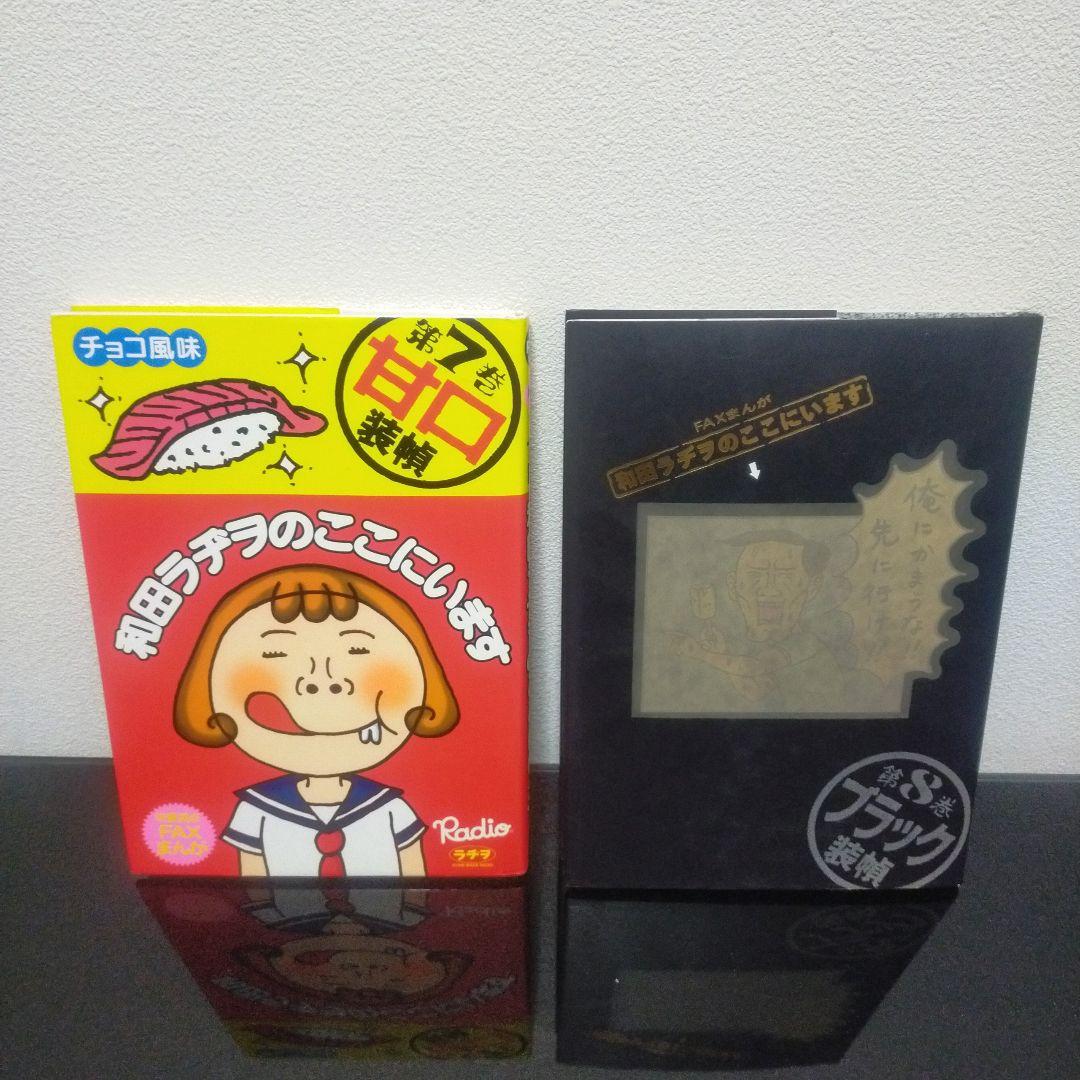 チョコ風味
第7巻
甘口
装幀
和田ラヂヲのここにいます
FAX
まんが
Radio
ラヂヲ
FAXまんが
和田ラヂヲのここにいます
俺にかまうな!!
先に行け!!
第8巻
ブラック
装幀